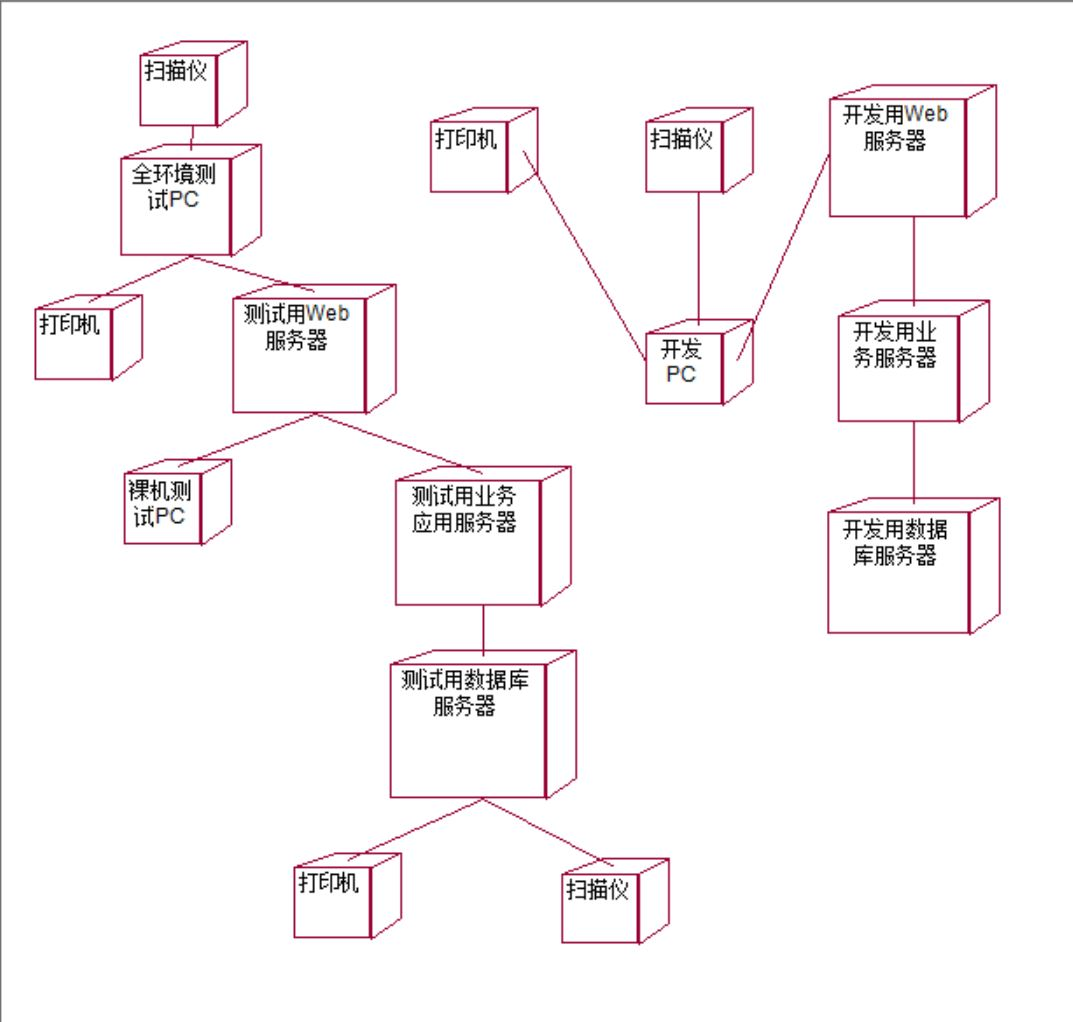 扫描仪
全环境测
试PC
打印机
测试用Web
服务器
裸机测
试PC
测试用业务
应用服务器
测试用数据库
服务器
打印机
扫描仪
打印机
扫描仪
开发
PC
开发用Web
服务器
开发用业
务服务器
开发用数据
库服务器